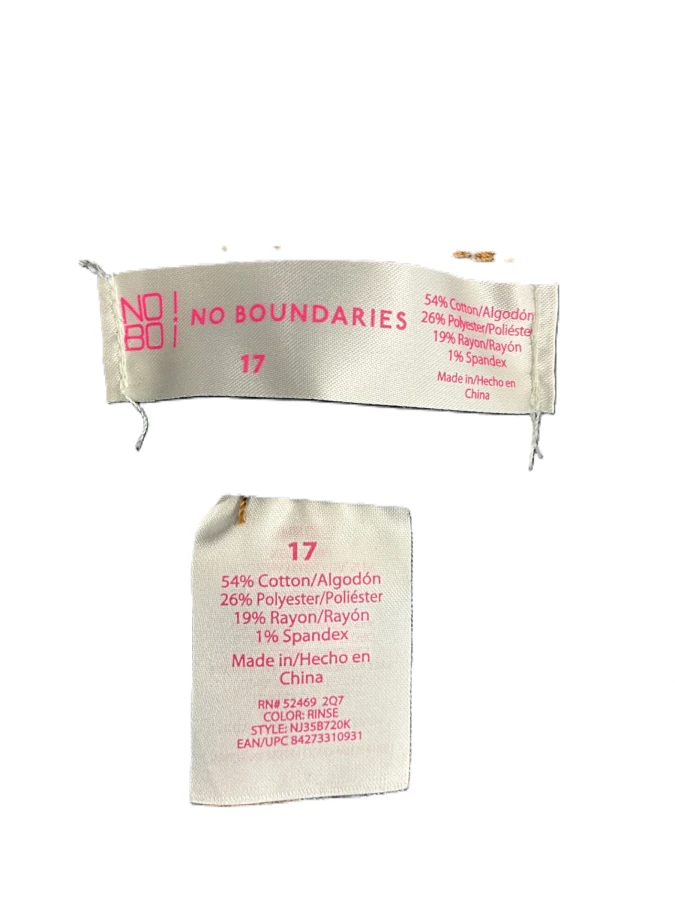 NO!
BO¡
NO BOUNDARIES
17
54% Cotton/Algodón
26% Polyester/Poliéste
19% Rayon/Rayón
1% Spandex
Made in/Hecho en
China
17
54% Cotton/Algodón
26% Polyester/Poliéster
19% Rayon/Rayón
1% Spandex
Made in/Hecho en
China
RN# 52469 2Q7
COLOR: RINSE
STYLE: NJ35B720K
EAN/UPC 84273310931